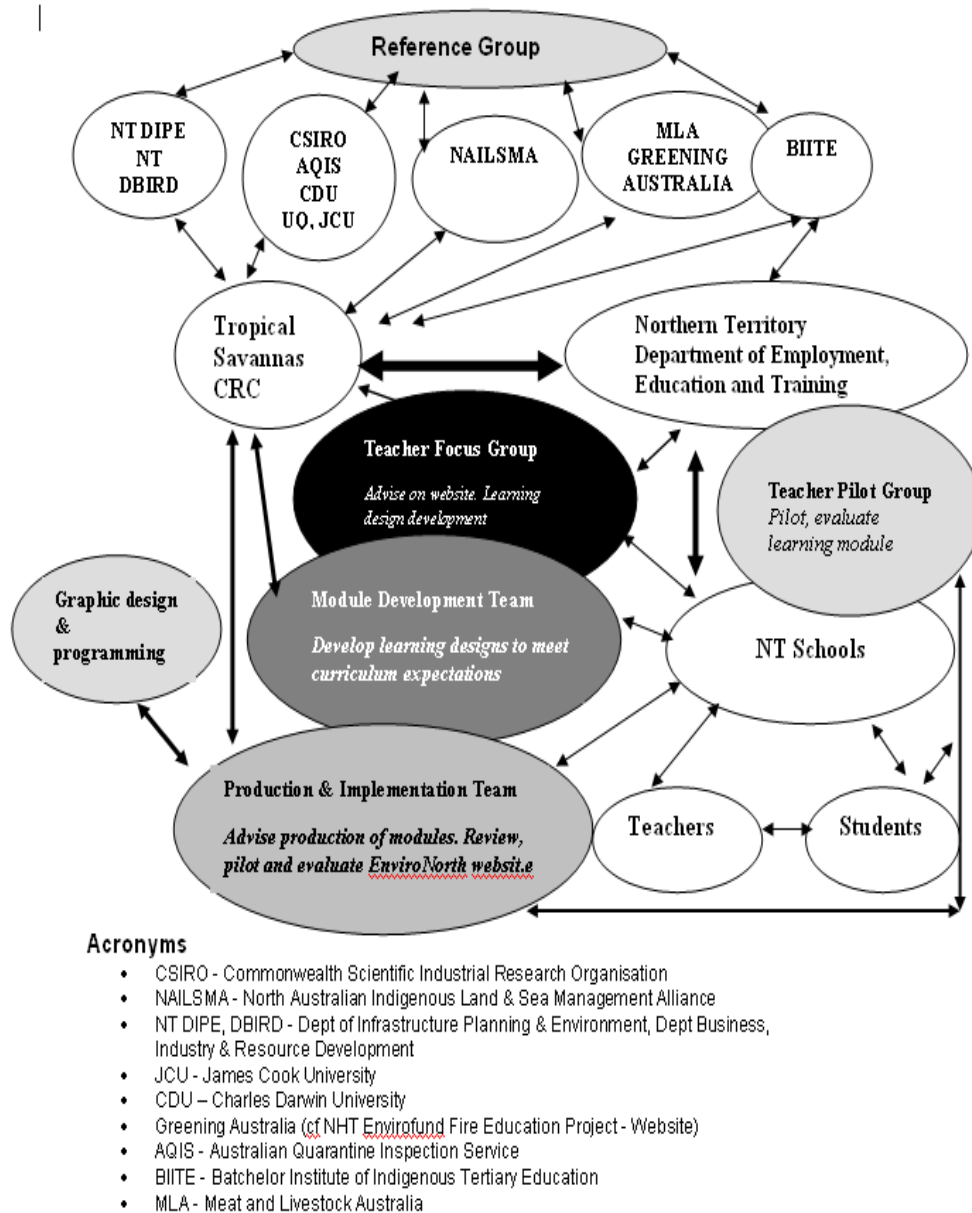 Reference Group
NT DIPE
NT
DBIRD
CSIRO
AQIS
CDU
UQ, JCU
NAILSMA
MLA
GREENING
AUSTRALIA
BIITE
Tropical
Savannas
CRC
Northern Territory
Department of Employment,
Education and Training
Teacher Focus Group
Advise on website. Learning
design development
Teacher Pilot Group
Pilot, evaluate
learning module
Graphic design
&
programming
Module Development Team
Develop learning designs to meet
curriculum expectations
NT Schools
Production & Implementation Team
Advise production of modules. Review,
pilot and evaluate EnviroNorth websit.e
Teachers
Students
Acronyms
• CSIRO - Commonwealth Scientific Industrial Research Organisation
• NAILSMA - North Australian Indigenous Land & Sea Management Alliance
• NT DIPE, DBIRD - Dept of Infrastructure Planning & Environment, Dept Business,
Industry & Resource Development
• JCU - James Cook University
• CDU – Charles Darwin University
• Greening Australia (cf NHT Envirofund Fire Education Project - Website)
• AQIS - Australian Quarantine Inspection Service
• BIITE - Batchelor Institute of Indigenous Tertiary Education
• MLA - Meat and Livestock Australia